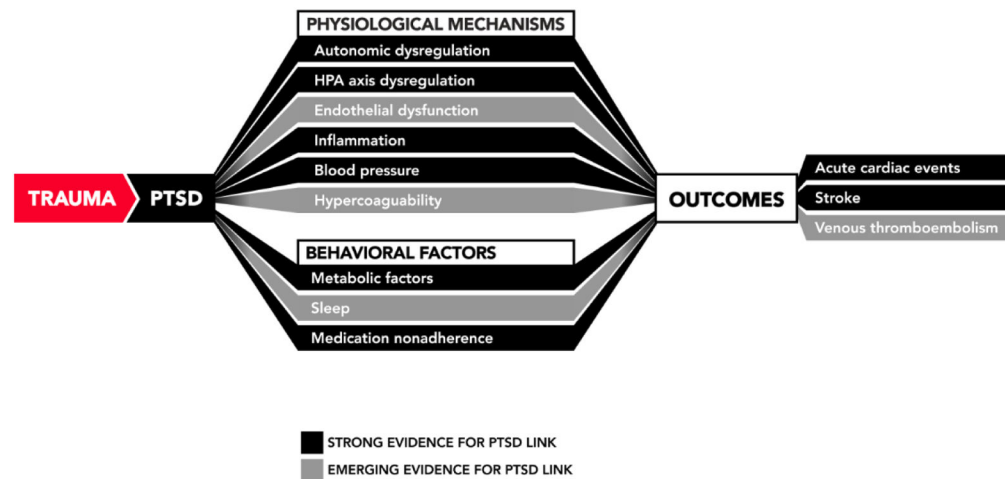 PHYSIOLOGICAL MECHANISMS
Autonomic dysregulation
HPA axis dysregulation
Endothelial dysfunction
Inflammation
Blood pressure
Hypercoaguability
TRAUMA
PTSD
BEHAVIORAL FACTORS
Metabolic factors
Sleep
Medication nonadherence
OUTCOMES
Acute cardiac events
Stroke
Venous thromboembolism
STRONG EVIDENCE FOR PTSD LINK
EMERGING EVIDENCE FOR PTSD LINK